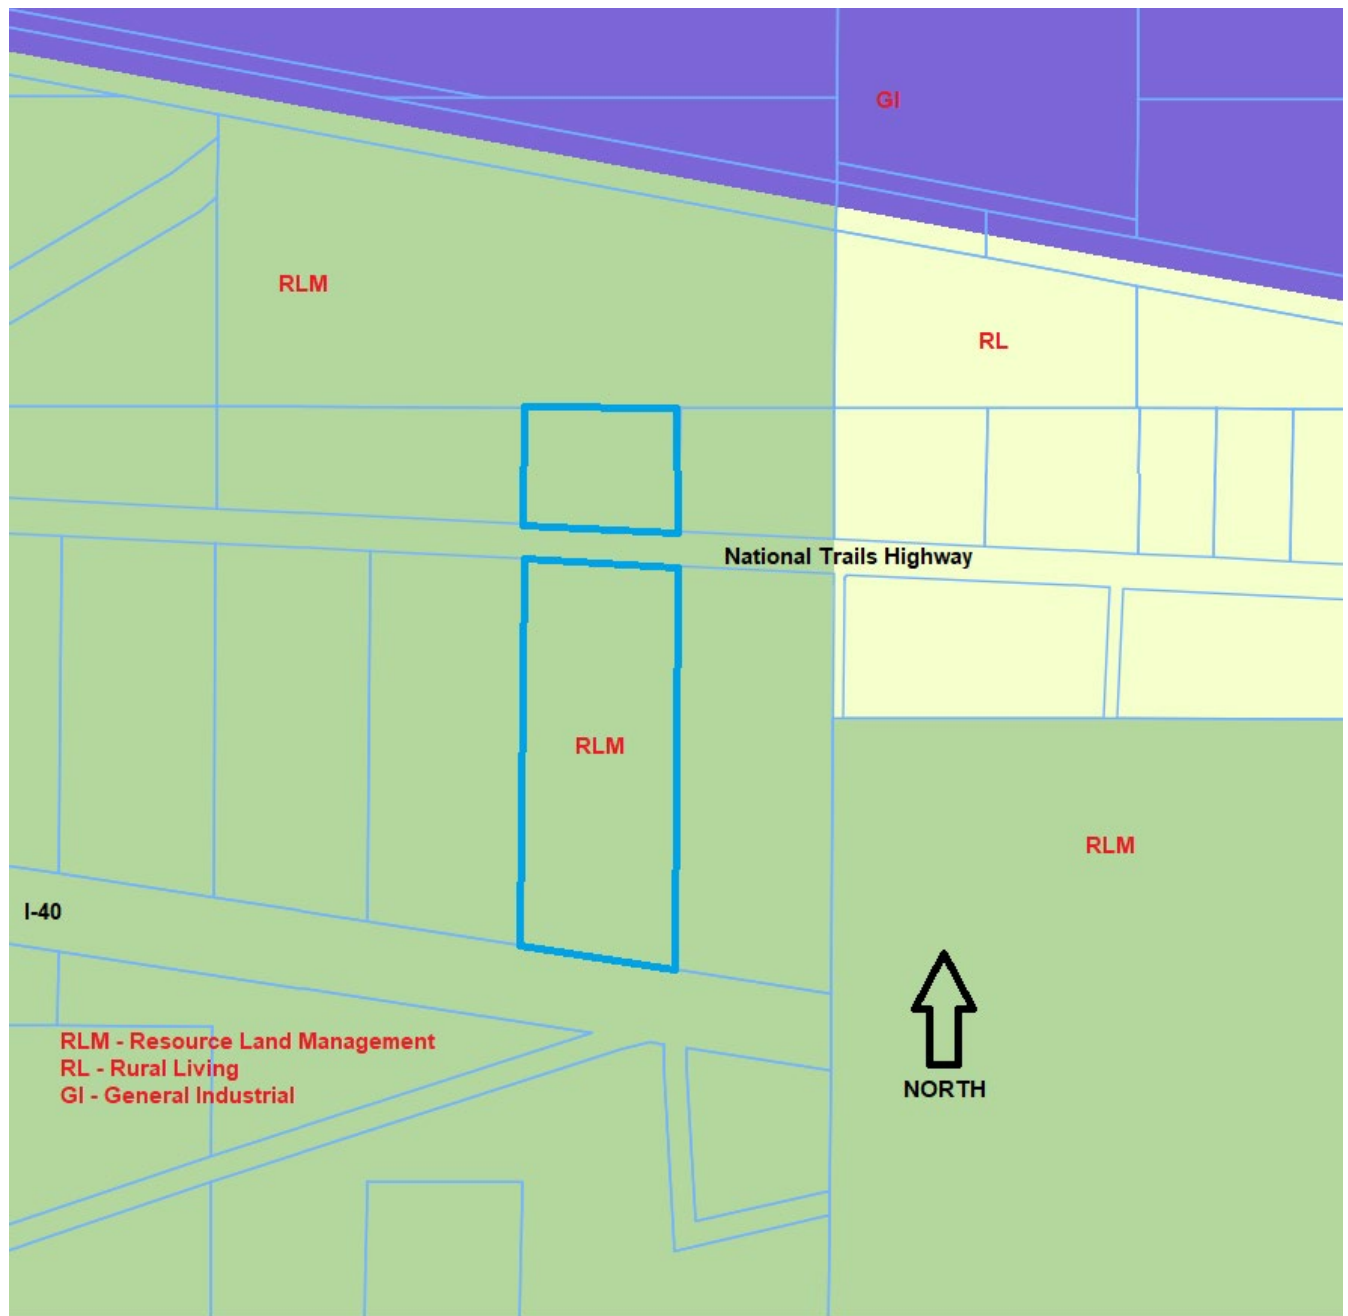 GI
RLM
RL
National Trails Highway
RLM
RLM
I-40
RLM - Resource Land Management
RL - Rural Living
GI - General Industrial
NORTH